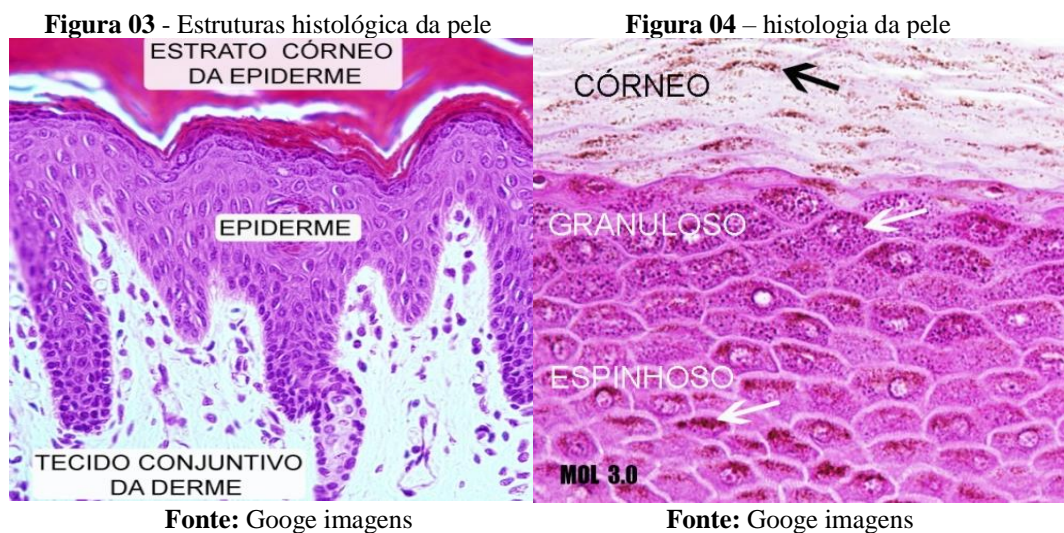 Figura 03 - Estruturas histológica da pele
Figura 04 – histologia da pele
ESTRATO CÓRNEO
DA EPIDERME
EPIDERME
TECIDO CONJUNTIVO
DA DERME
CÓRNEO
GRANULOSO
ESPINHOSO
MOL 3.0
Fonte: Googe imagens
Fonte: Googe imagens